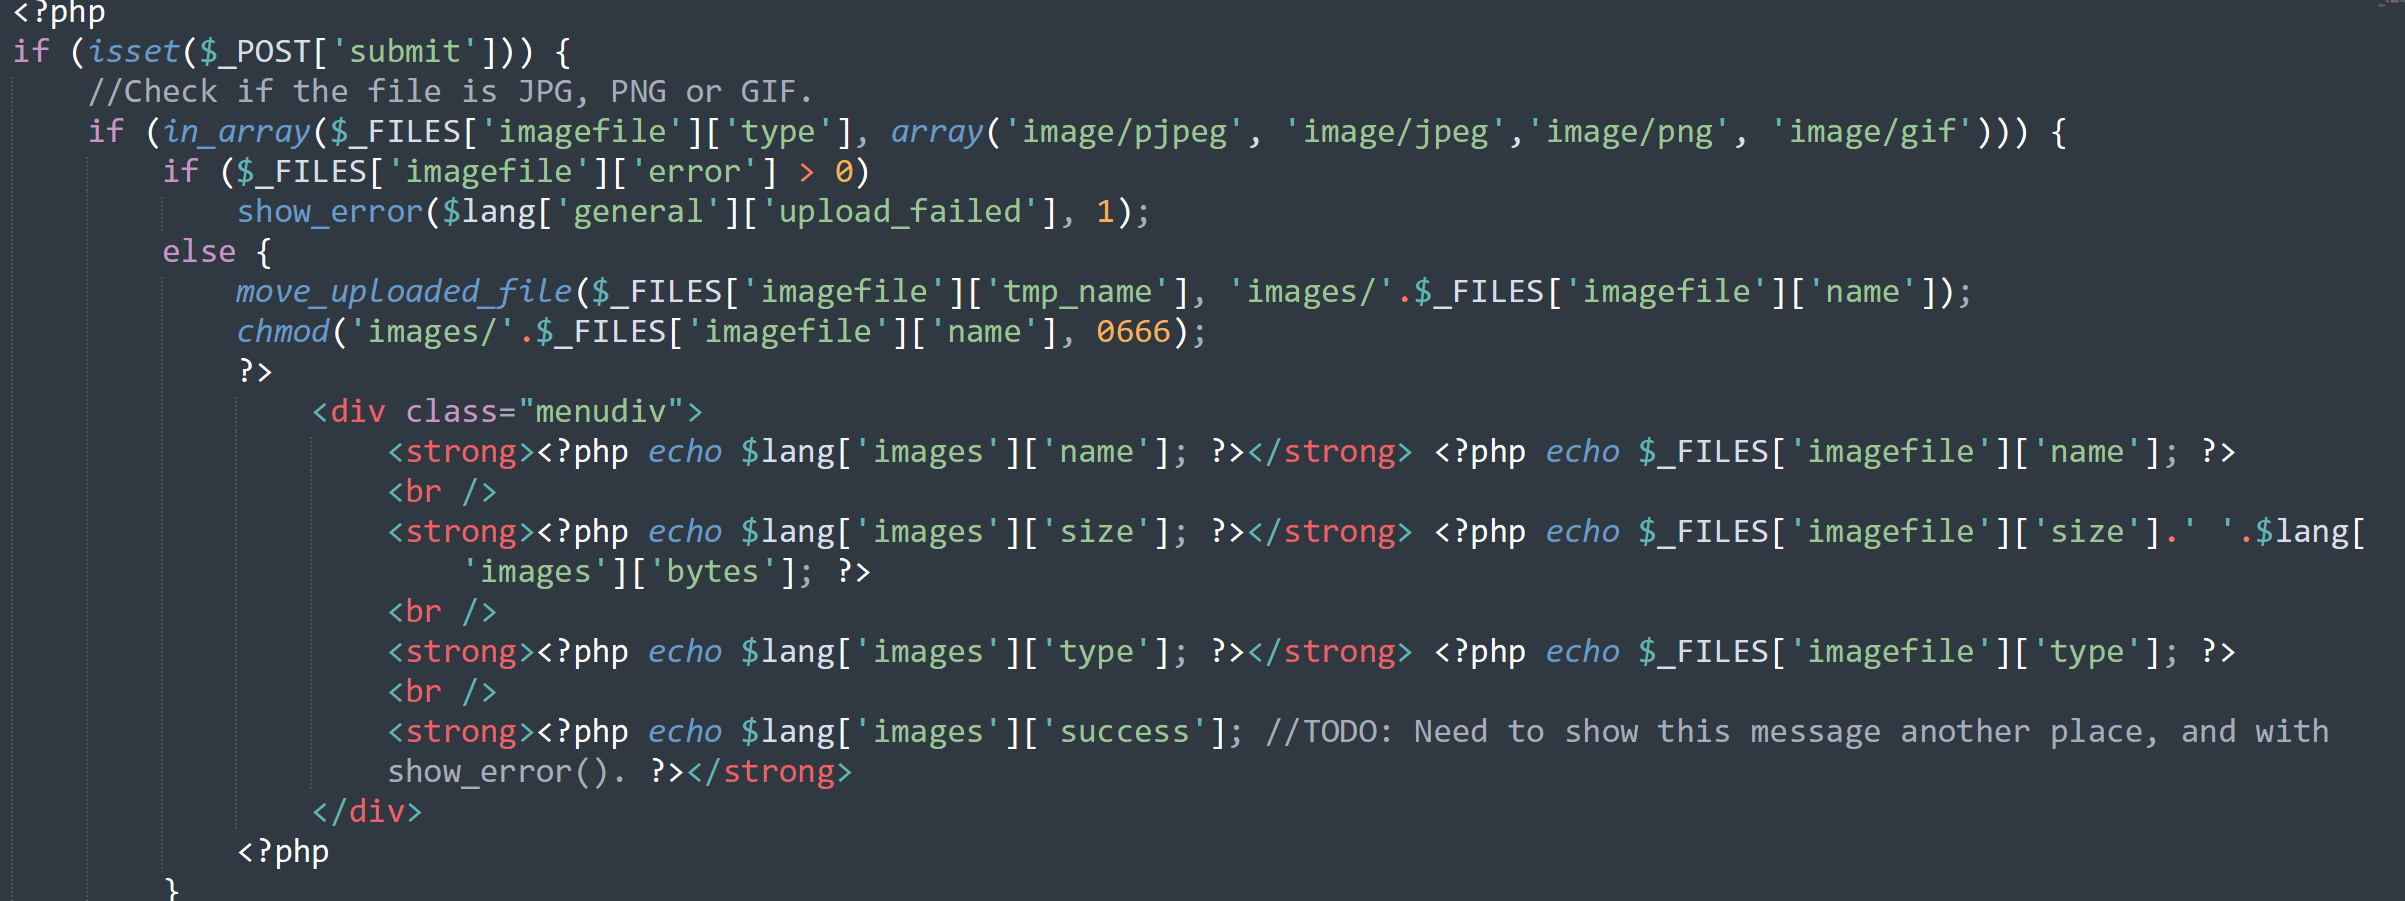 <?php
if (isset($_POST['submit'])) {
//Check if the file is JPG, PNG or GIF.
if (in_array($_FILES['imagefile']['type'], array('image/pjpeg', 'image/jpeg','image/png', 'image/gif'))) {
if ($_FILES['imagefile']['error'] > 0)
show_error($lang['general']['upload_failed'], 1);
else {
move_uploaded_file($_FILES['imagefile']['tmp_name'], 'images/'.$_FILES['imagefile']['name']);
chmod('images/'.$_FILES['imagefile']['name'], 0666);
?>
<div class="menudiv">
<strong><?php echo $lang['images']['name']; ?></strong> <?php echo $_FILES['imagefile']['name']; ?>
<br />
<strong><?php echo $lang['images']['size']; ?></strong> <?php echo $_FILES['imagefile']['size'].' '.$lang[
'images']['bytes']; ?>
<br />
<strong><?php echo $lang['images']['type']; ?></strong> <?php echo $_FILES['imagefile']['type']; ?>
<br />
<strong><?php echo $lang['images']['success']; //TODO: Need to show this message another place, and with
show_error(). ?></strong>
</div>
<?php
}